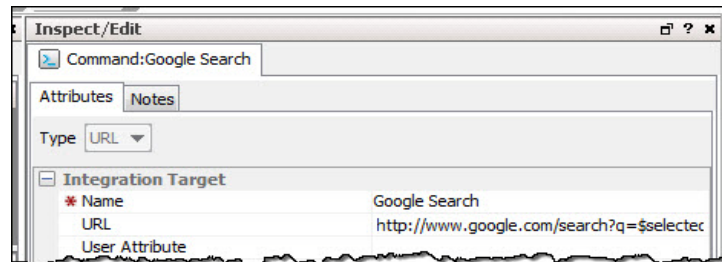 Inspect/Edit
Command:Google Search
Attributes Notes
Type URL
Integration Target
* Name Google Search
URL http://www.google.com/search?q=$selected
User Attribute